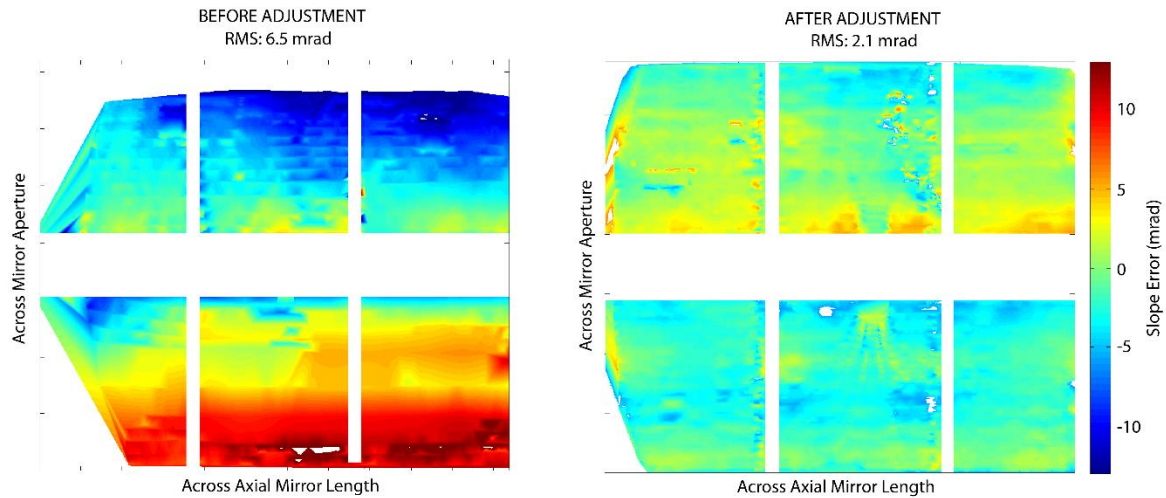 BEFORE ADJUSTMENT
RMS: 6.5 mrad
Across Mirror Aperture
Across Axial Mirror Length
AFTER ADJUSTMENT
RMS: 2.1 mrad
Across Mirror Aperture
Across Axial Mirror Length
10
5
0
-5
-10
Slope Error (mrad)